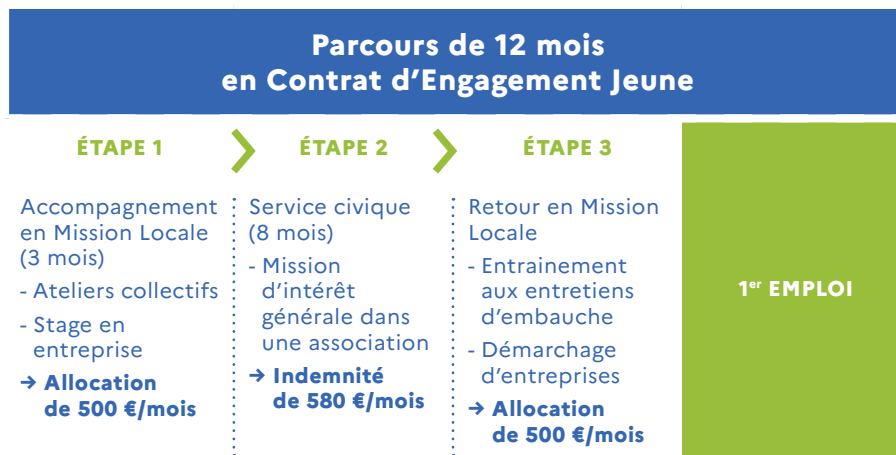 Parcours de 12 mois
en Contrat d’Engagement Jeune
ÉTAPE 1
Accompagnement
en Mission Locale
(3 mois)
- Ateliers collectifs
- Stage en
entreprise
→ Allocation
de 500 €/mois
ÉTAPE 2
Service civique
(8 mois)
- Mission
d’intérêt
générale dans
une association
→ Indemnité
de 580 €/mois
ÉTAPE 3
Retour en Mission
Locale
- Entrainement
aux entretiens
d’embauche
- Démarchage
d’entreprises
→ Allocation
de 500 €/mois
1er EMPLOI